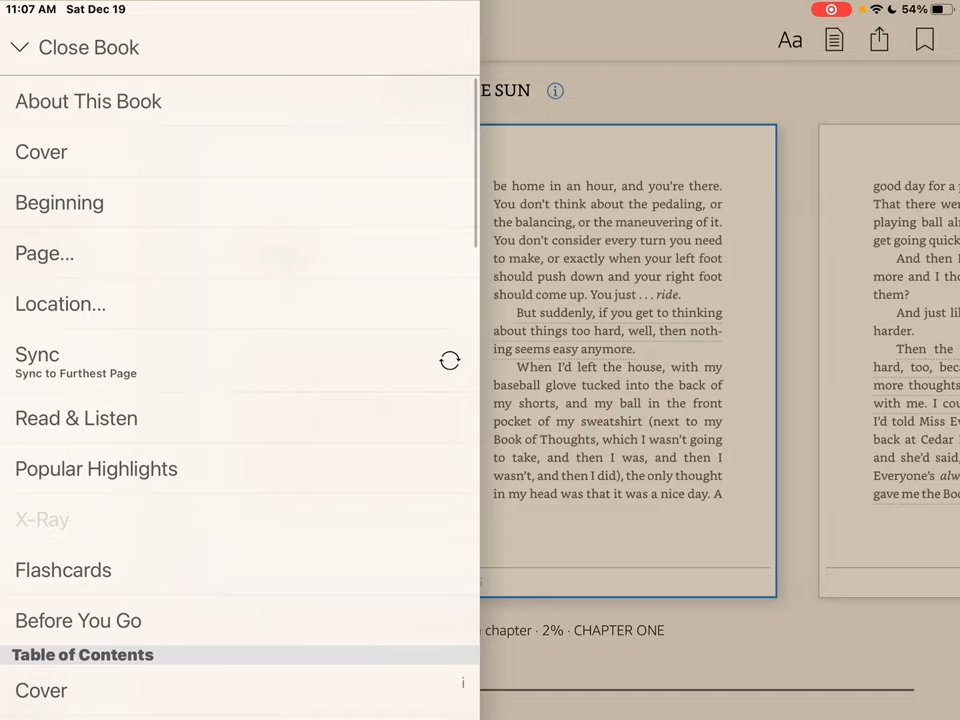 11:07 AM Sat Dec 19
54%
Close Book
Aa
About This Book
Cover
Beginning
Page...
Location...
Sync
Sync to Furthest Page
Read & Listen
Popular Highlights
X-Ray
Flashcards
Before You Go
Table of Contents
Cover
i
E SUN
be home in an hour, and you're there.
You don't think about the pedaling, or
the balancing, or the maneuvering of it.
You don't consider every turn you need
to make, or exactly when your left foot
should push down and your right foot
should come up. You just . . . ride.
But suddenly, if you get to thinking
about things too hard, well, then noth-
ing seems easy anymore.
When I'd left the house, with my
baseball glove tucked into the back of
my shorts, and my ball in the front
pocket of my sweatshirt (next to my
Book of Thoughts, which I wasn't going
to take, and then I was, and then I
wasn't, and then I did), the only thought
in my head was that it was a nice day. A
chapter · 2% · CHAPTER ONE
good day for a
That there wer
playing ball al
get going quick
And then I
more and I tho
them?
And just li
harder.
Then the
hard, too, bec
more thoughts
with me. I cou
I'd told Miss E
back at Cedar
and she'd said,
Everyone's alw
gave me the Boo